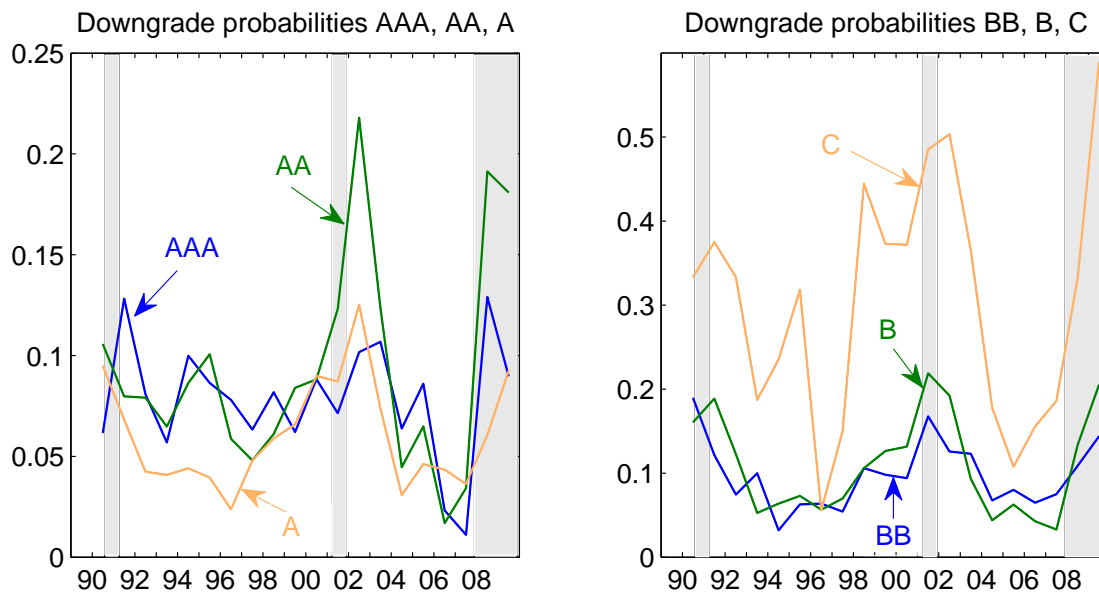 Downgrade probabilities AAA, AA, A
0.25
0.2
0.15
0.1
0.05
0
AA
AAA
A
90 92 94 96 98 00 02 04 06 08
Downgrade probabilities BB, B, C
0.5
0.4
0.3
0.2
0.1
0
C
B
BB
90 92 94 96 98 00 02 04 06 08